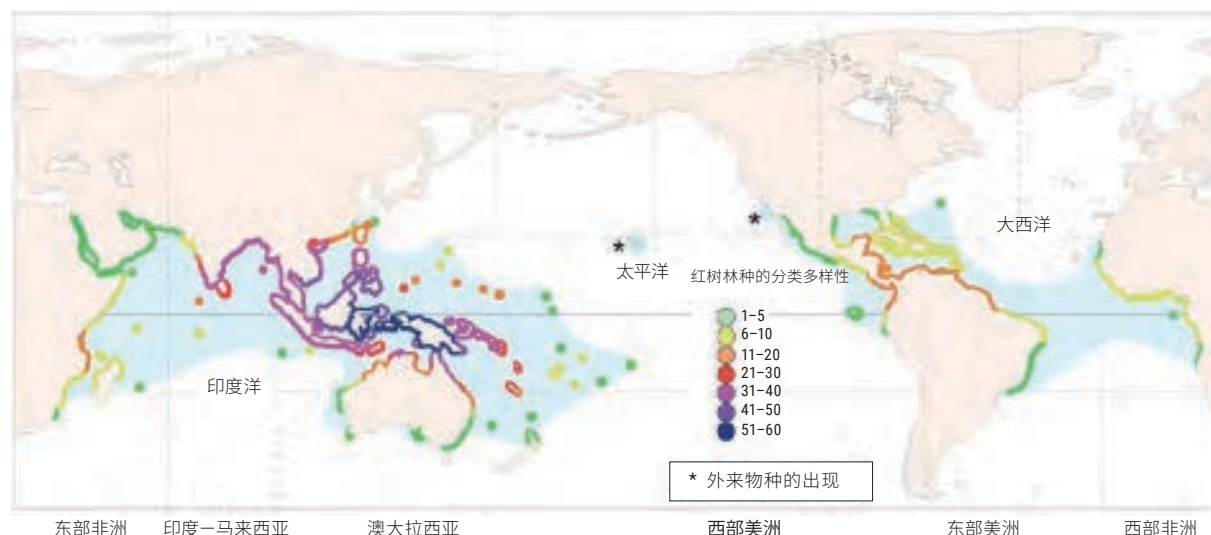 大西洋
太平洋
红树林种的分类多样性
1–5
6–10
11–20
21–30
31–40
41–50
51–60
印度洋
* 外来物种的出现
*
*
东部非洲 印度－马来西亚 澳大拉西亚 西部美洲 东部美洲 西部非洲